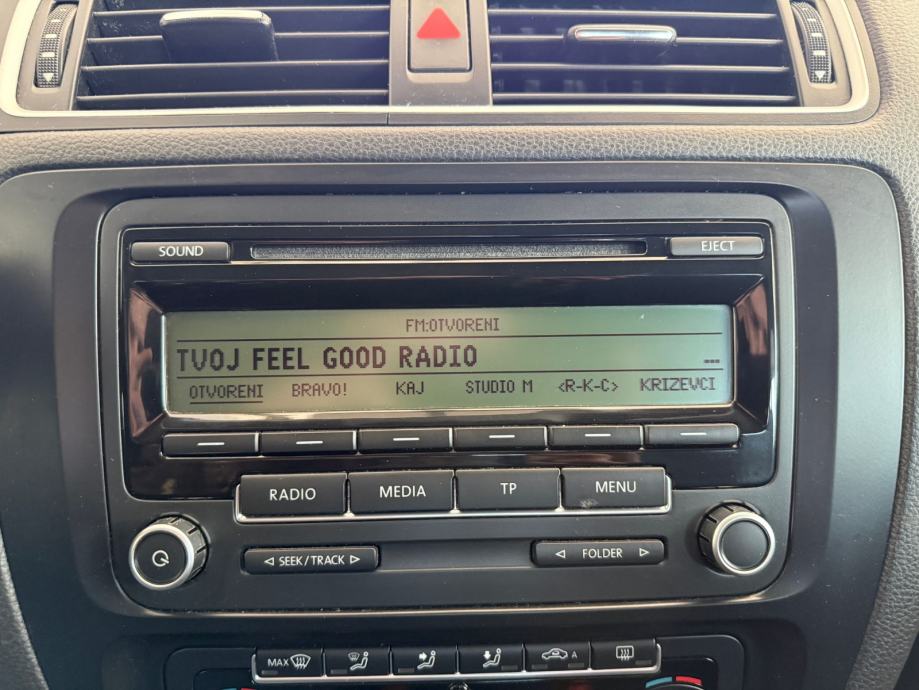 SOUND EJECT
FM:OTVORENI
TVOJ FEEL GOOD RADIO ...
OTVORENI BRAVO! KAJ STUDIO M <R-K-C> KRIZEVCI
RADIO MEDIA TP MENU
SEEK/TRACK FOLDER
MAX A